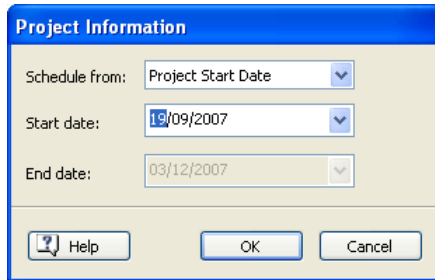 Project Information
Schedule from: Project Start Date
Start date: 19/09/2007
End date: 03/12/2007
Help OK Cancel